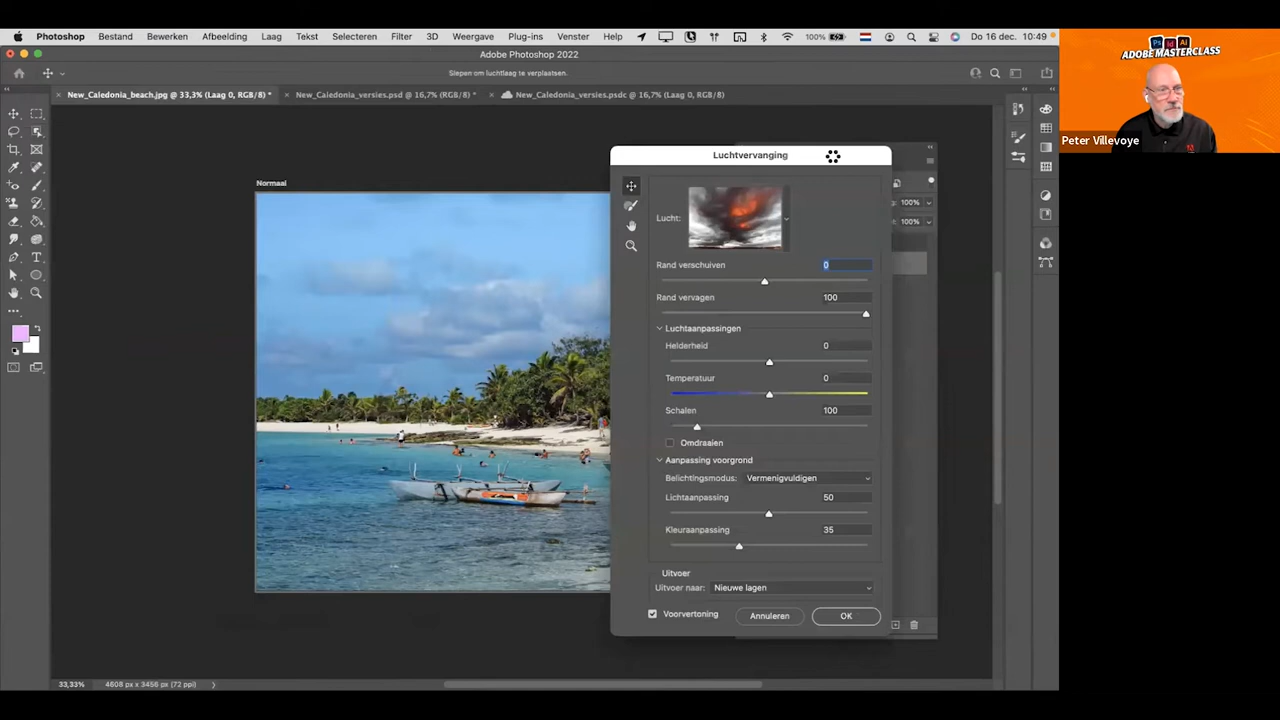 Photoshop Bestand Bewerken Afbeelding Laag Tekst Selecteren Filter 3D Weergave Plug-ins Venster Help 100% Do 16 dec. 10:49
Adobe Photoshop 2022
Slepen om luchtlaag te verplaatsen.
New_Caledonia_beach.jpg @ 33,3% (Laag 0, RGB/8) * New_Caledonia_versies.psd @ 16,7% (RGB/8) * New_Caledonia_versies.psdc @ 16,7% (Laag 0, RGB/8)
Ps Id Ai
ADOBE MASTERCLASS
Peter Villevoye
Normaal
Luchtvervanging
Lucht:
100%
100%
Rand verschuiven 0
Rand vervagen 100
Luchtaanpassingen
Helderheid 0
Temperatuur 0
Schalen 100
Omdraaien
Aanpassing voorgrond
Belichtingsmodus: Vermenigvuldigen
Lichtaanpassing 50
Kleuraanpassing 35
Uitvoer
Uitvoer naar: Nieuwe lagen
Voorvertoning Annuleren OK
33,33% 4608 px x 3456 px (72 ppi)